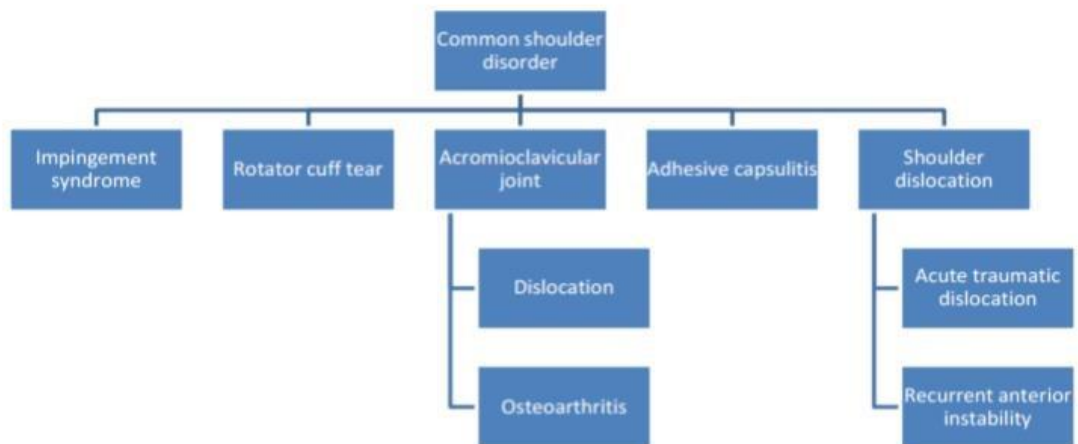 Common shoulder
disorder
Impingement
syndrome
Rotator cuff tear
Acromioclavicular
joint
Adhesive capsulitis
Shoulder
dislocation
Dislocation
Osteoarthritis
Acute traumatic
dislocation
Recurrent anterior
instability